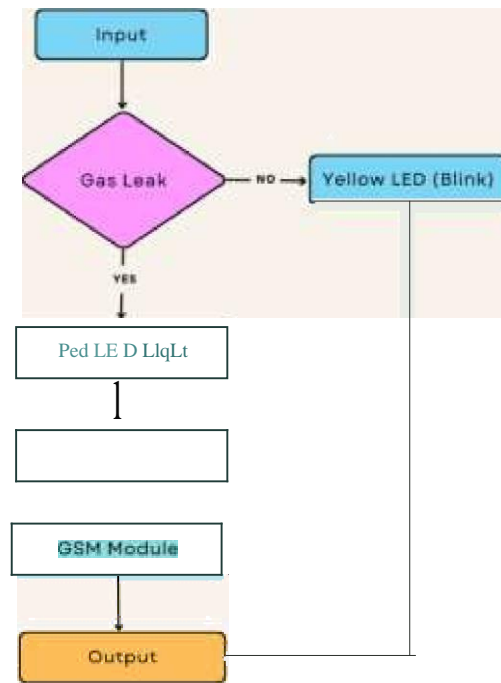 Input
Gas Leak
NO
Yellow LED (Blink)
YES
Ped LE D LlqLt
GSM Module
Output